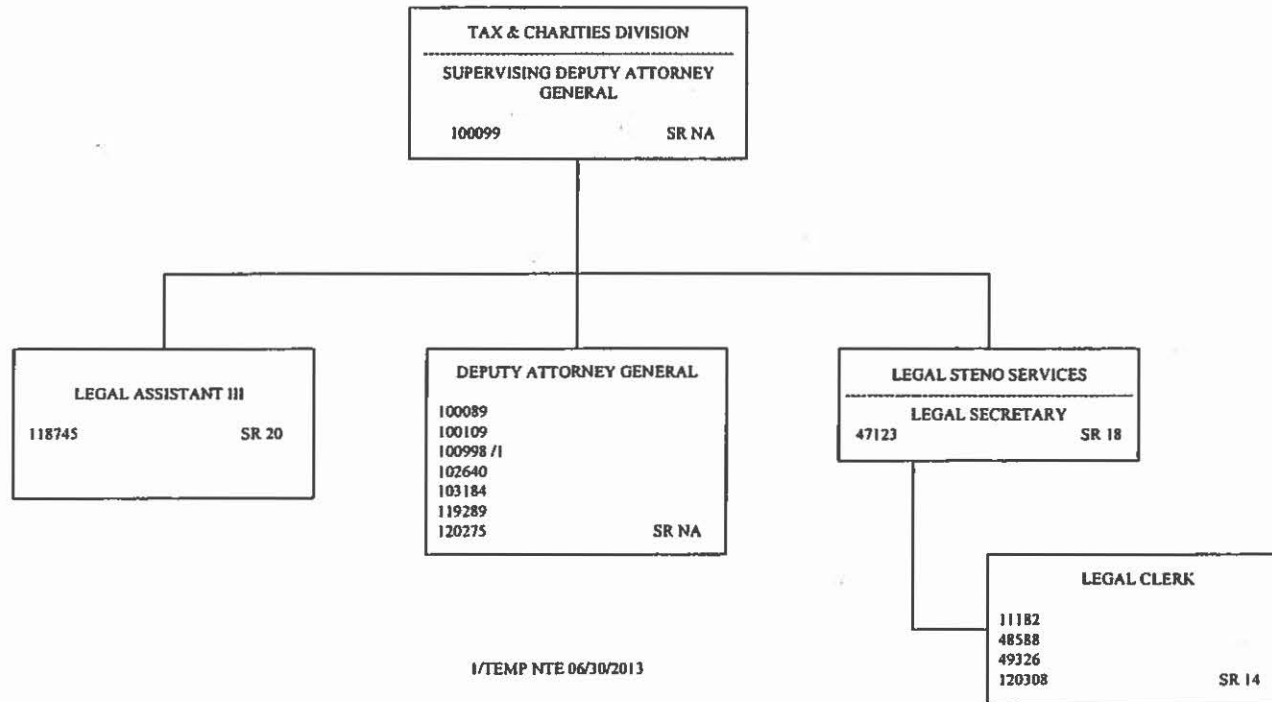 TAX & CHARITIES DIVISION
SUPERVISING DEPUTY ATTORNEY
GENERAL
100099 SR NA
LEGAL ASSISTANT III
118745 SR 20
DEPUTY ATTORNEY GENERAL
100089
100109
100998 /1
102640
103184
119289
120275 SR NA
LEGAL STENO SERVICES
LEGAL SECRETARY
47123 SR 18
LEGAL CLERK
11182
48588
49326
120308 SR 14
1/TEMP NTE 06/30/2013